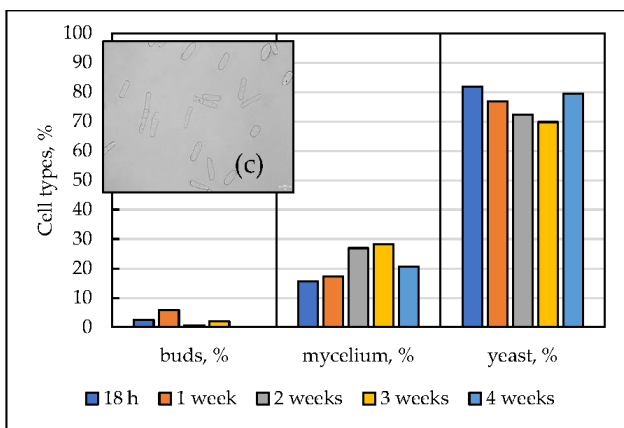 Cell types, %
100
90
80
70
60
50
40
30
20
10
0
(c)
buds, % mycelium, % yeast, %
18 h 1 week 2 weeks 3 weeks 4 weeks